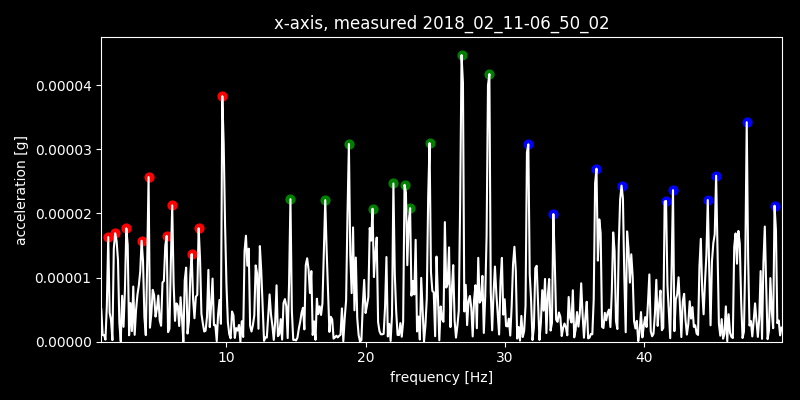 x-axis, measured 2018_02_11-06_50_02
acceleration [g]
0.00004
0.00003
0.00002
0.00001
0.00000
10 20 30 40
frequency [Hz]